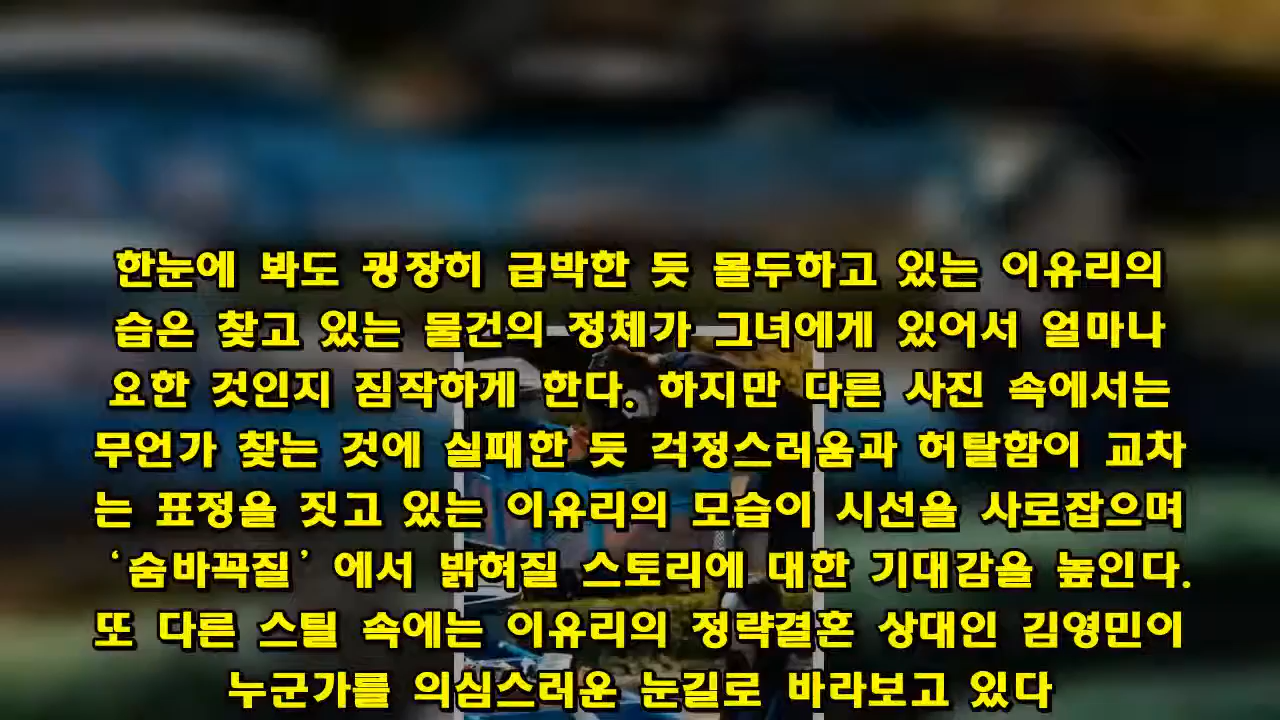 한눈에 봐도 굉장히 급박한 듯 몰두하고 있는 이유리의
습은 찾고 있는 물건의 정체가 그녀에게 있어서 얼마나
요한 것인지 짐작하게 한다. 하지만 다른 사진 속에서는
무언가 찾는 것에 실패한 듯 걱정스러움과 허탈함이 교차
는 표정을 짓고 있는 이유리의 모습이 시선을 사로잡으며
‘숨바꼭질’에서 밝혀질 스토리에 대한 기대감을 높인다.
또 다른 스틸 속에는 이유리의 정략결혼 상대인 김영민이
누군가를 의심스러운 눈길로 바라보고 있다